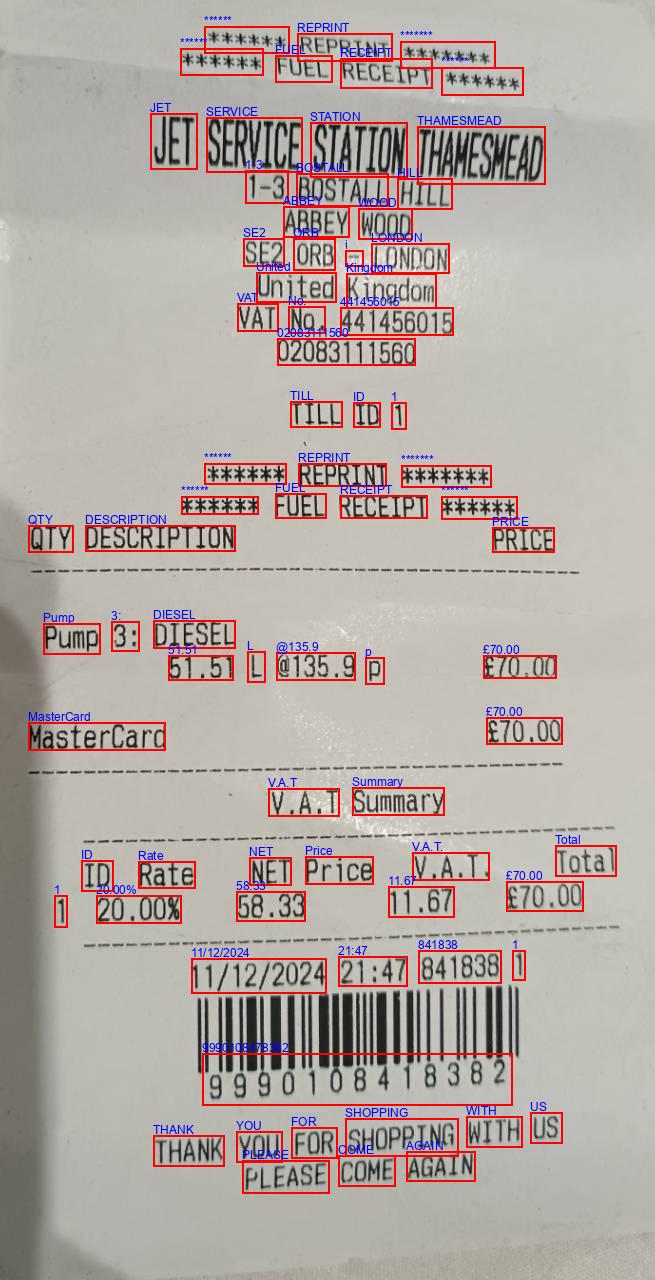 ****** REPRINT *******
****** FUEL RECEIPT ******
JET SERVICE STATION THAMESMEAD
1-3 BOSTALL HILL
ABBEY WOOD
SE2 ORB - LONDON
United Kingdom
VAT No. 441456015
02083111560
TILL ID 1
****** REPRINT *******
****** FUEL RECEIPT ******
QTY DESCRIPTION PRICE
Pump 3: DIESEL
51.51 L @135.9 p £70.00
MasterCard £70.00
V.A.T Summary
ID Rate NET Price V.A.T. Total
1 20.00% 58.33 11.67 £70.00
11/12/2024 21:47 841838 1
9990108418382
THANK YOU FOR SHOPPING WITH US
PLEASE COME AGAIN